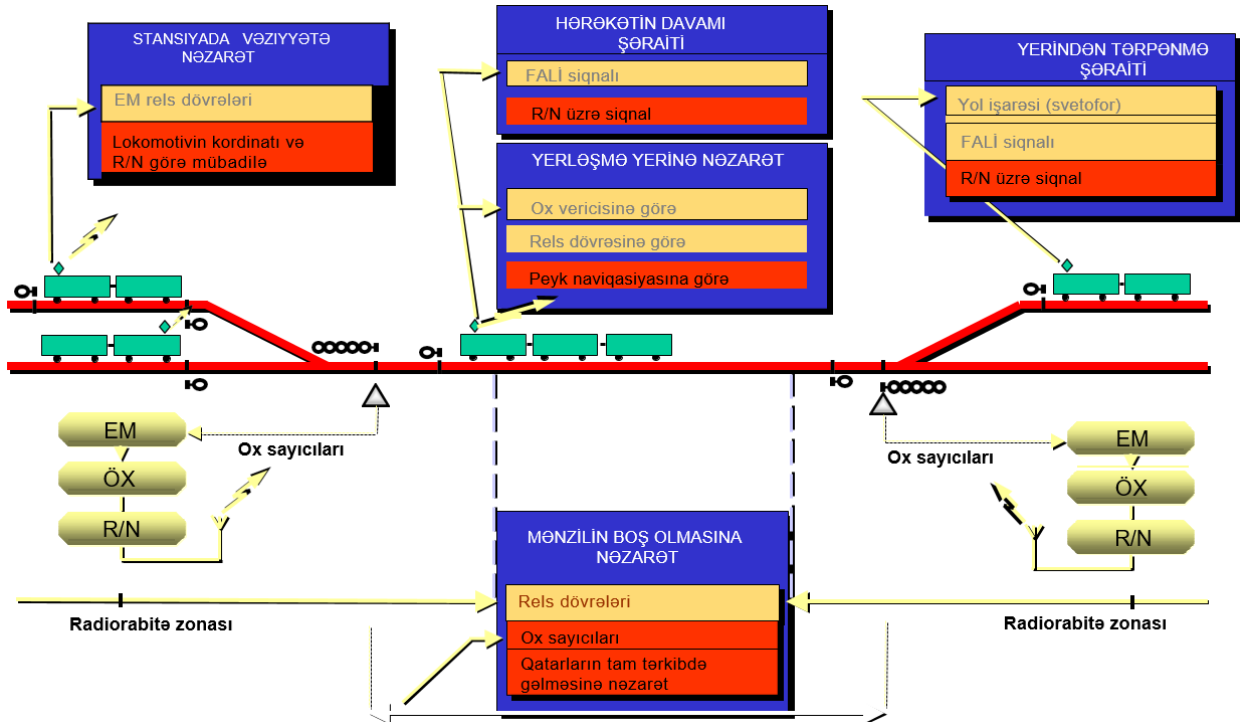 STANSIYADA VƏZIYYƏTƏ
NƏZARƏT
EM rels dövrələri
Lokomotivin kordinatı və
R/N görə mübadilə
HƏRƏKƏTİN DAVAMI
ŞƏRAİTİ
FALİ siqnalı
R/N üzrə siqnal
YERLƏŞMƏ YERİNƏ NƏZARƏT
Ox vericisinə görə
Rels dövrəsinə görə
Peyk naviqasiyasına görə
YERİNDƏN TƏRPƏNMƏ
ŞƏRAİTİ
Yol işarəsi (svetofor)
FALİ siqnalı
R/N üzrə siqnal
EM
ÖX
R/N
Ox sayıcıları
Radiorabitə zonası
MƏNZİLİN BOŞ OLMASINA
NƏZARƏT
Rels dövrələri
Ox sayıcıları
Qatarların tam tərkibdə
gəlməsinə nəzarət
Ox sayıcıları
EM
ÖX
R/N
Radiorabitə zonası